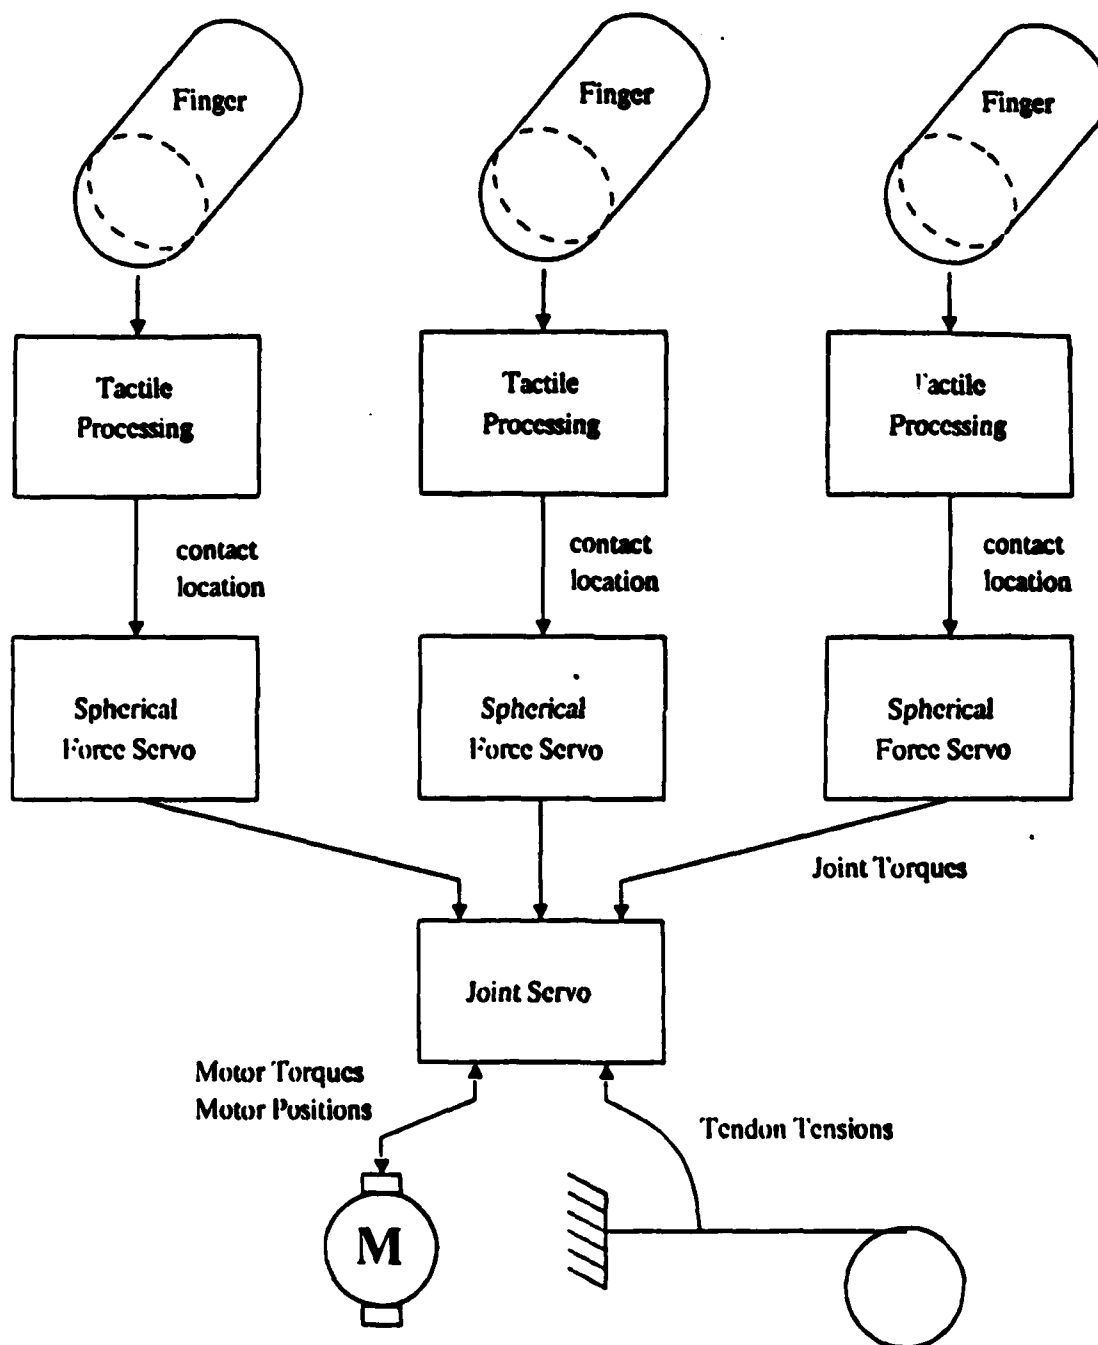 Finger
Finger
Finger
Tactile
Processing
Tactile
Processing
Tactile
Processing
contact
location
contact
location
contact
location
Spherical
Force Servo
Spherical
Force Servo
Spherical
Force Servo
Joint Torques
Joint Servo
Motor Torques
Motor Positions
Tendon Tensions
M